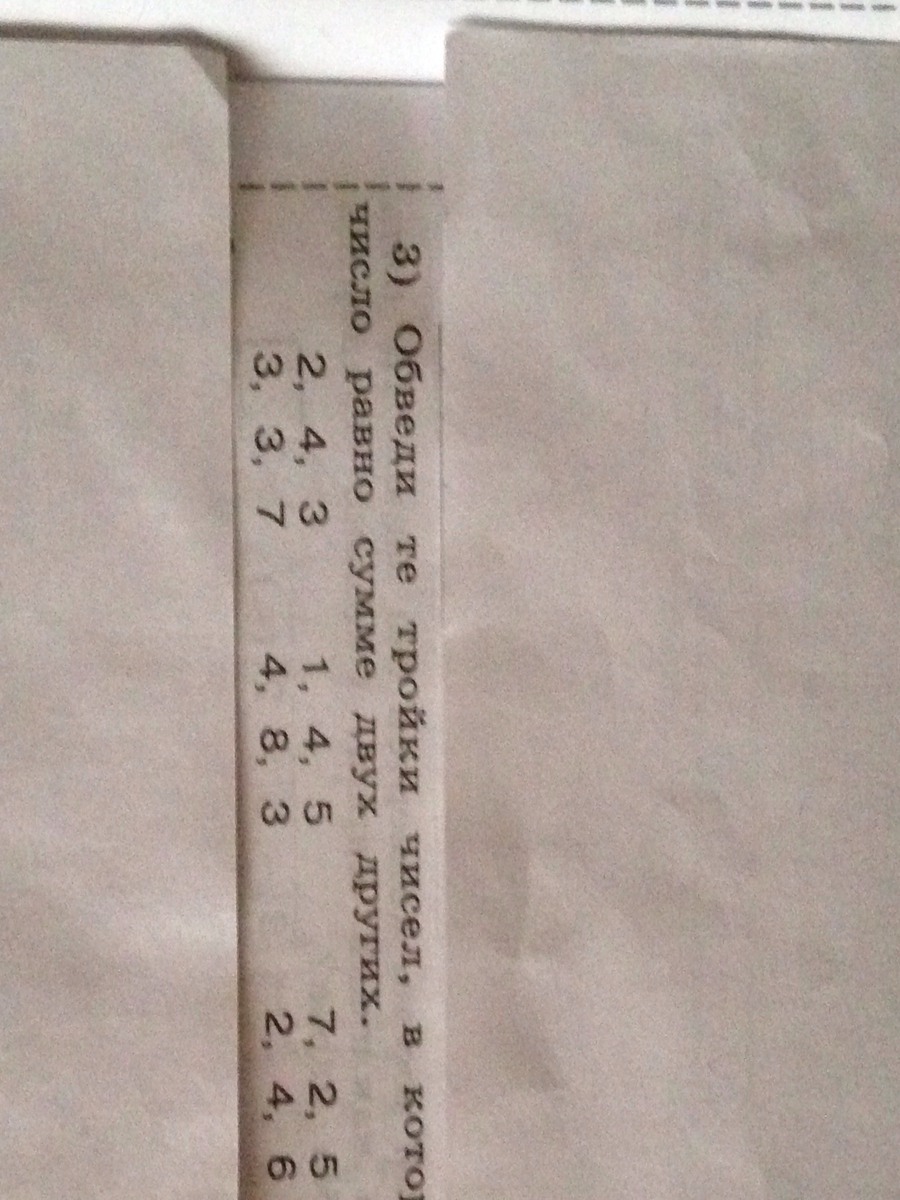 3) Обведи те тройки чисел, в
число равно сумме двух других.
2, 4, 3 1, 4, 5 7, 2, 5
3, 3, 7 4, 8, 3 2, 4, 6